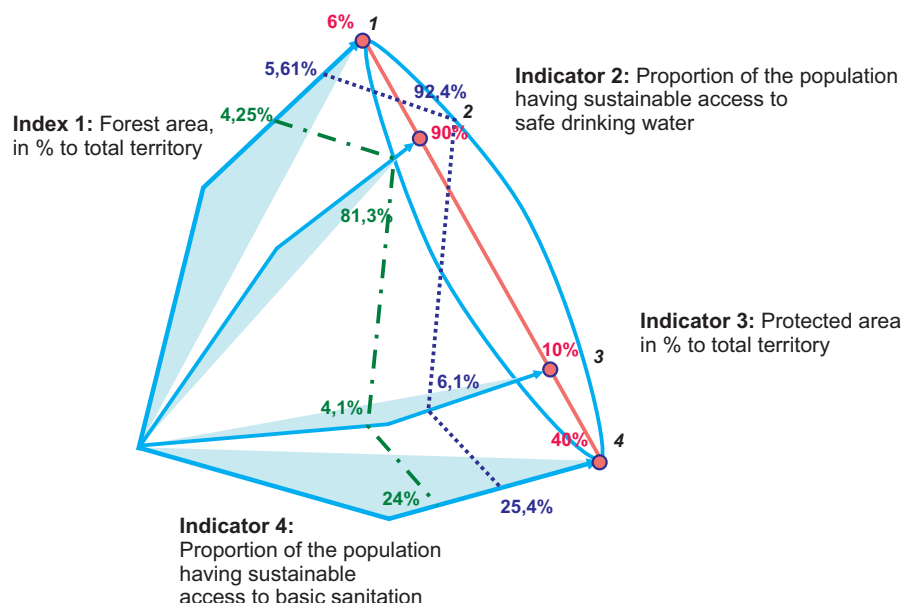 6%
1
5,61%
92,4%
2
Indicator 2: Proportion of the population
having sustainable access to
safe drinking water
Index 1: Forest area,
in % to total territory
4,25%
90%
81,3%
Indicator 3: Protected area
in % to total territory
10%
3
6,1%
4,1%
40%
4
24%
25,4%
Indicator 4:
Proportion of the population
having sustainable
access to basic sanitation